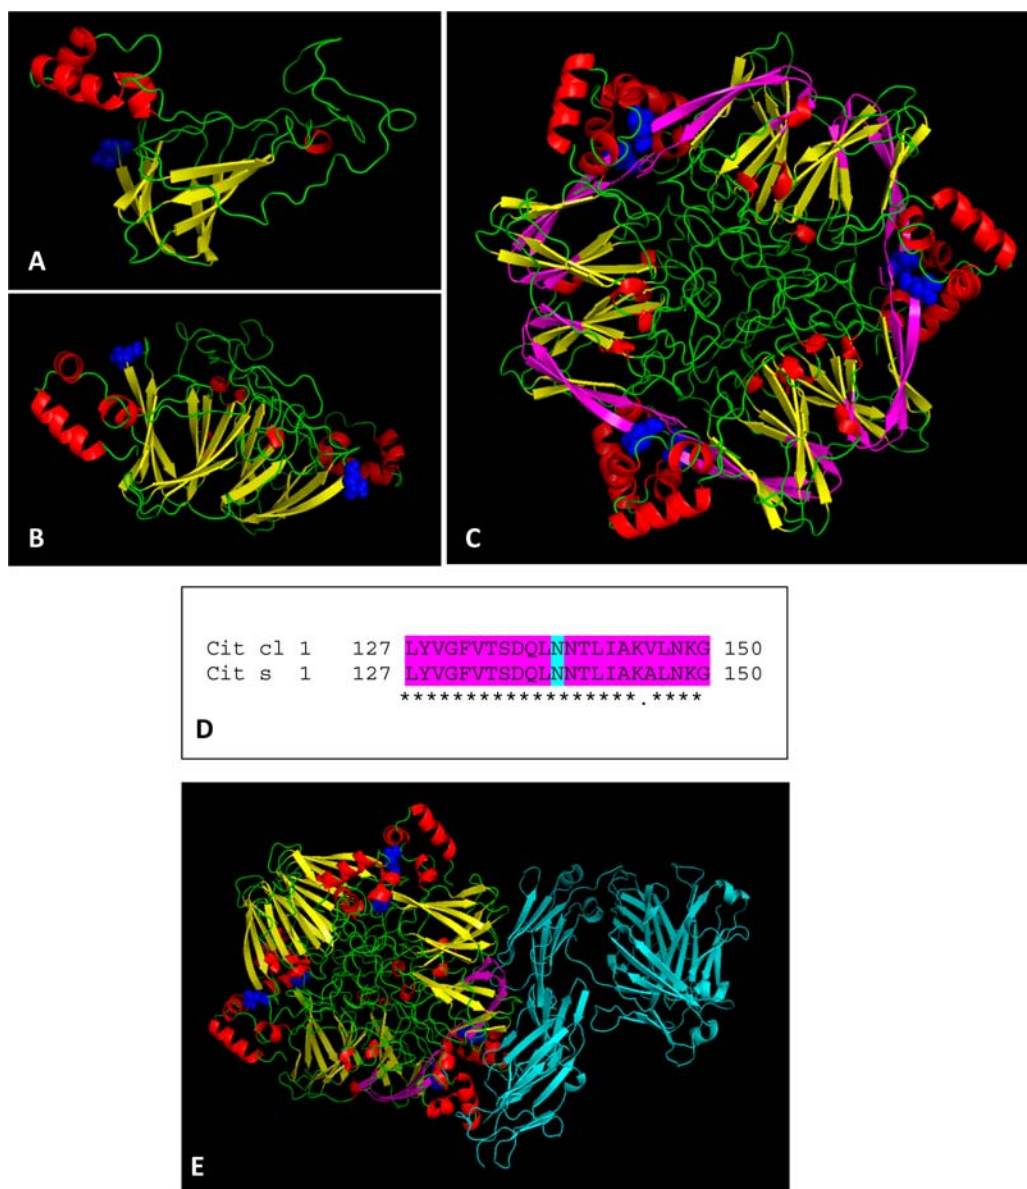 A
B
C
Cit cl 1 127 LYVGFVTSDQLNNTLIAKVLNKG 150
Cit s 1 127 LYVGFVTSDQLNNTLIAKALNKG 150
******************.****
D
E